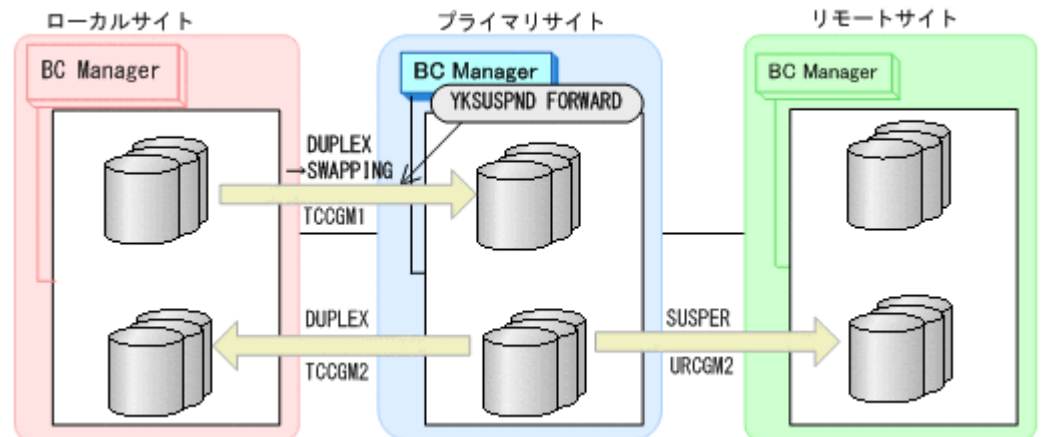 ローカルサイト
プライマリサイト
リモートサイト
BC Manager
BC Manager
BC Manager
YKSUSPND FORWARD
DUPLEX
→SWAPPING
TCCGM1
DUPLEX
TCCGM2
SUSPER
URCGM2